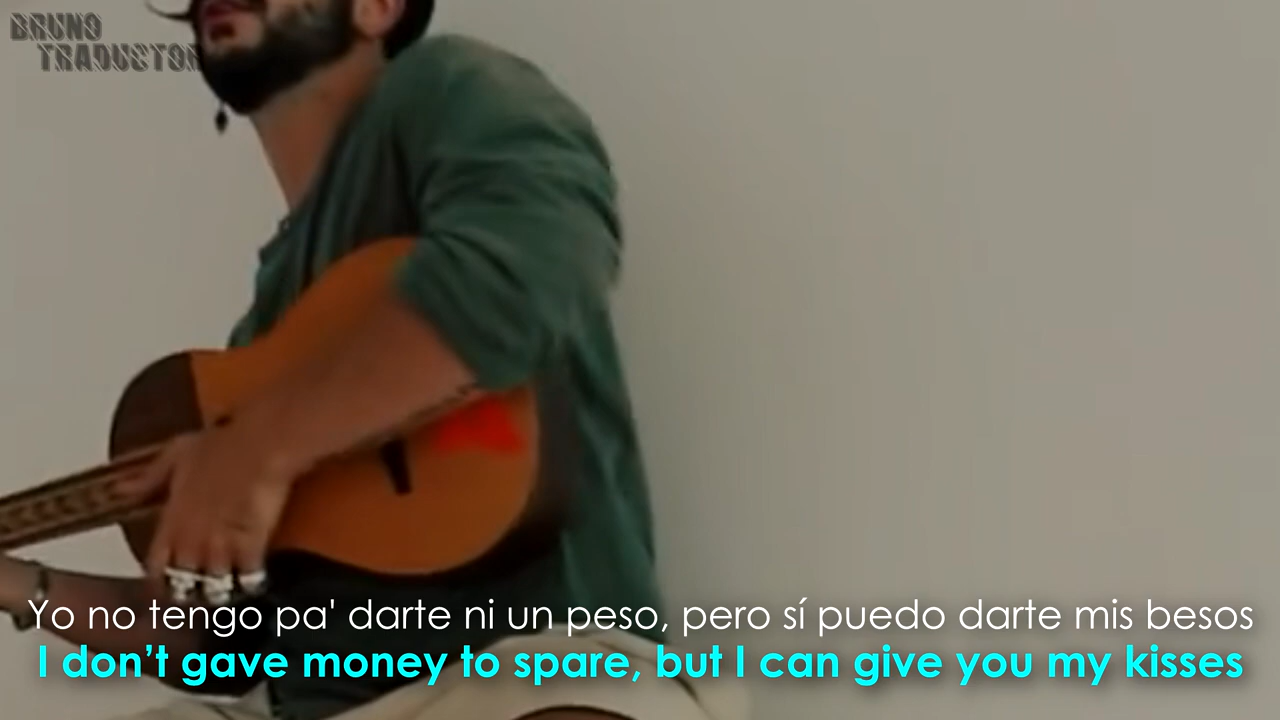 BRUNO
TRADUCTOR
Yo no tengo pa' darte ni un peso, pero sí puedo darte mis besos
I don’t gave money to spare, but I can give you my kisses